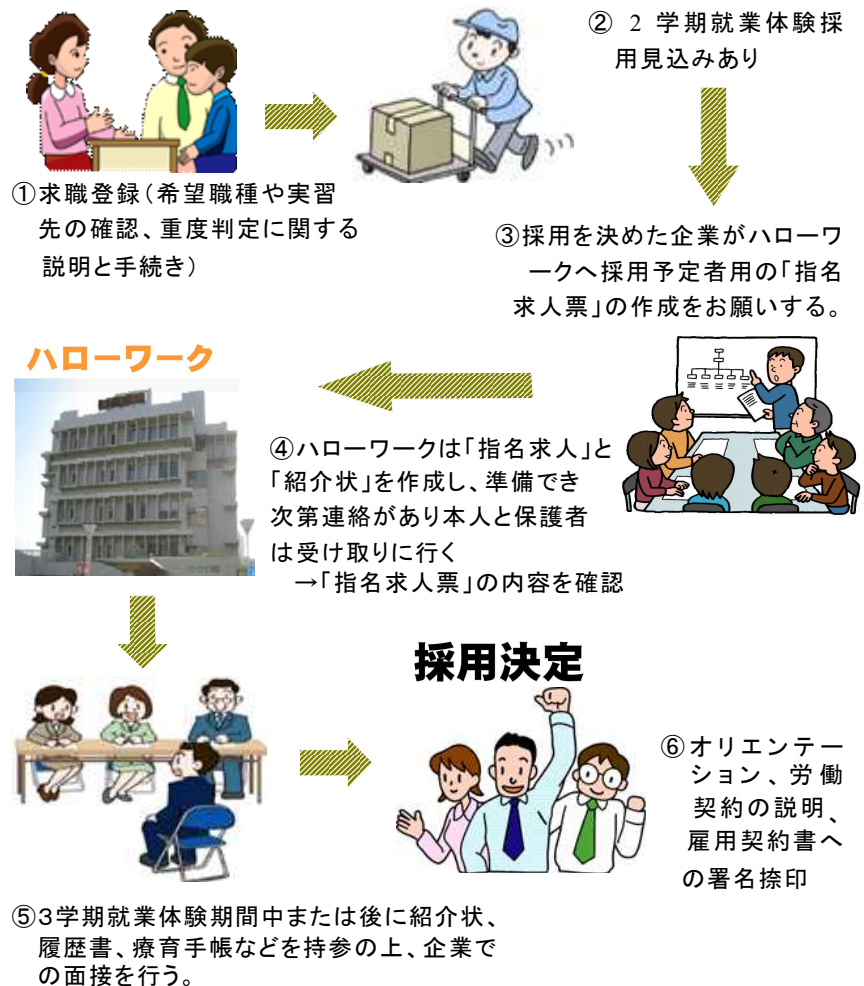 ② 2 学期就業体験採
用見込みあり
①求職登録(希望職種や実習
先の確認、重度判定に関する
説明と手続き)
③採用を決めた企業がハローワ
ークへ採用予定者用の「指名
求人票」の作成をお願いする。
ハローワーク
④ハローワークは「指名求人」と
「紹介状」を作成し、準備でき
次第連絡があり本人と保護者
は受け取りに行く
→「指名求人票」の内容を確認
採用決定
⑥オリエンテー
ション、労働
契約の説明、
雇用契約書へ
の署名捺印
⑤3学期就業体験期間中または後に紹介状、
履歴書、療育手帳などを持参の上、企業で
の面接を行う。